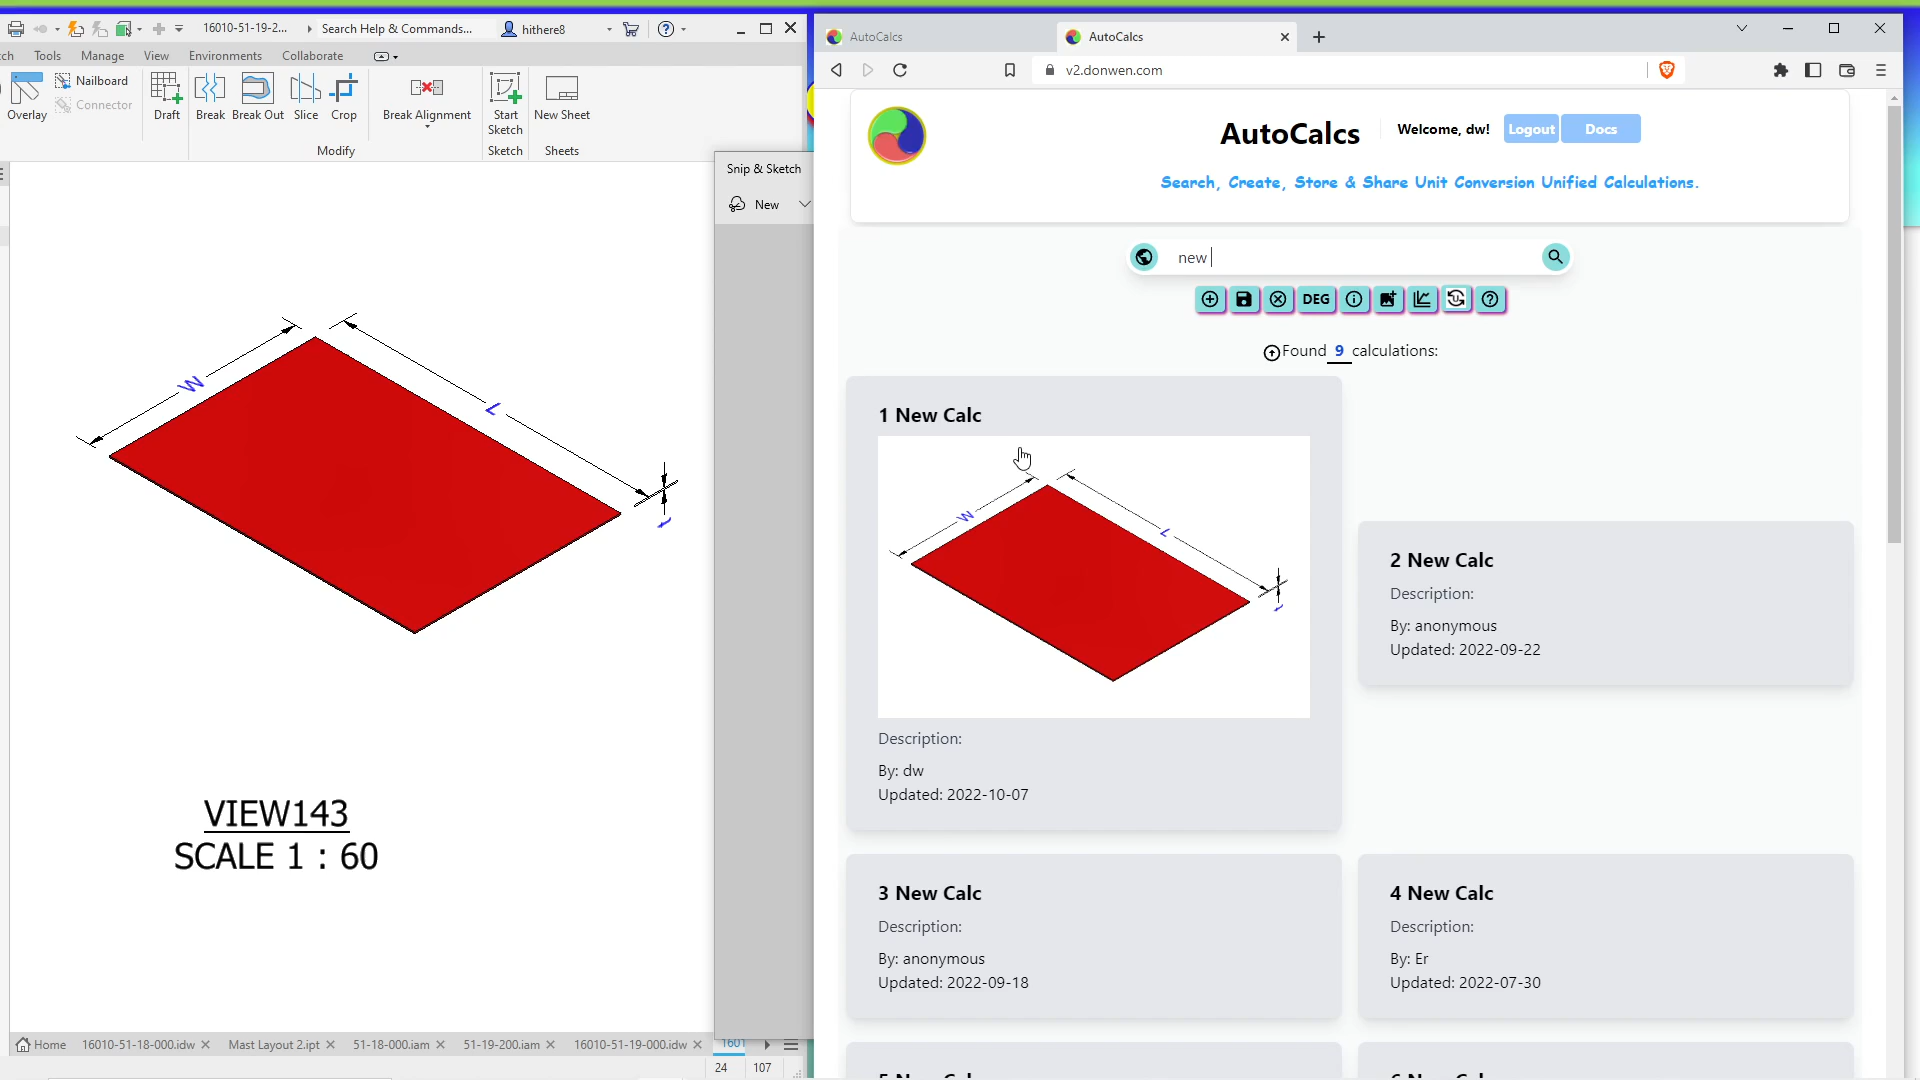 16010-51-19-2...
Search Help & Commands...
hithere8
Tools Manage View Environments Collaborate
Overlay
Nailboard
Connector
Draft
Break
Break Out
Slice
Crop
Break Alignment
Start
Sketch
New Sheet
Modify
Sketch
Sheets
W
L
t
VIEW143
SCALE 1 : 60
Home
16010-51-18-000.idw
Mast Layout 2.ipt
51-18-000.iam
51-19-200.iam
16010-51-19-000.idw
1601
24 107
Snip & Sketch
New
AutoCalcs
AutoCalcs
v2.donwen.com
AutoCalcs
Welcome, dw!
Logout
Docs
Search, Create, Store & Share Unit Conversion Unified Calculations.
new
DEG
Found 9 calculations:
1 New Calc
W
L
t
Description:
By: dw
Updated: 2022-10-07
2 New Calc
Description:
By: anonymous
Updated: 2022-09-22
3 New Calc
Description:
By: anonymous
Updated: 2022-09-18
4 New Calc
Description:
By: Er
Updated: 2022-07-30